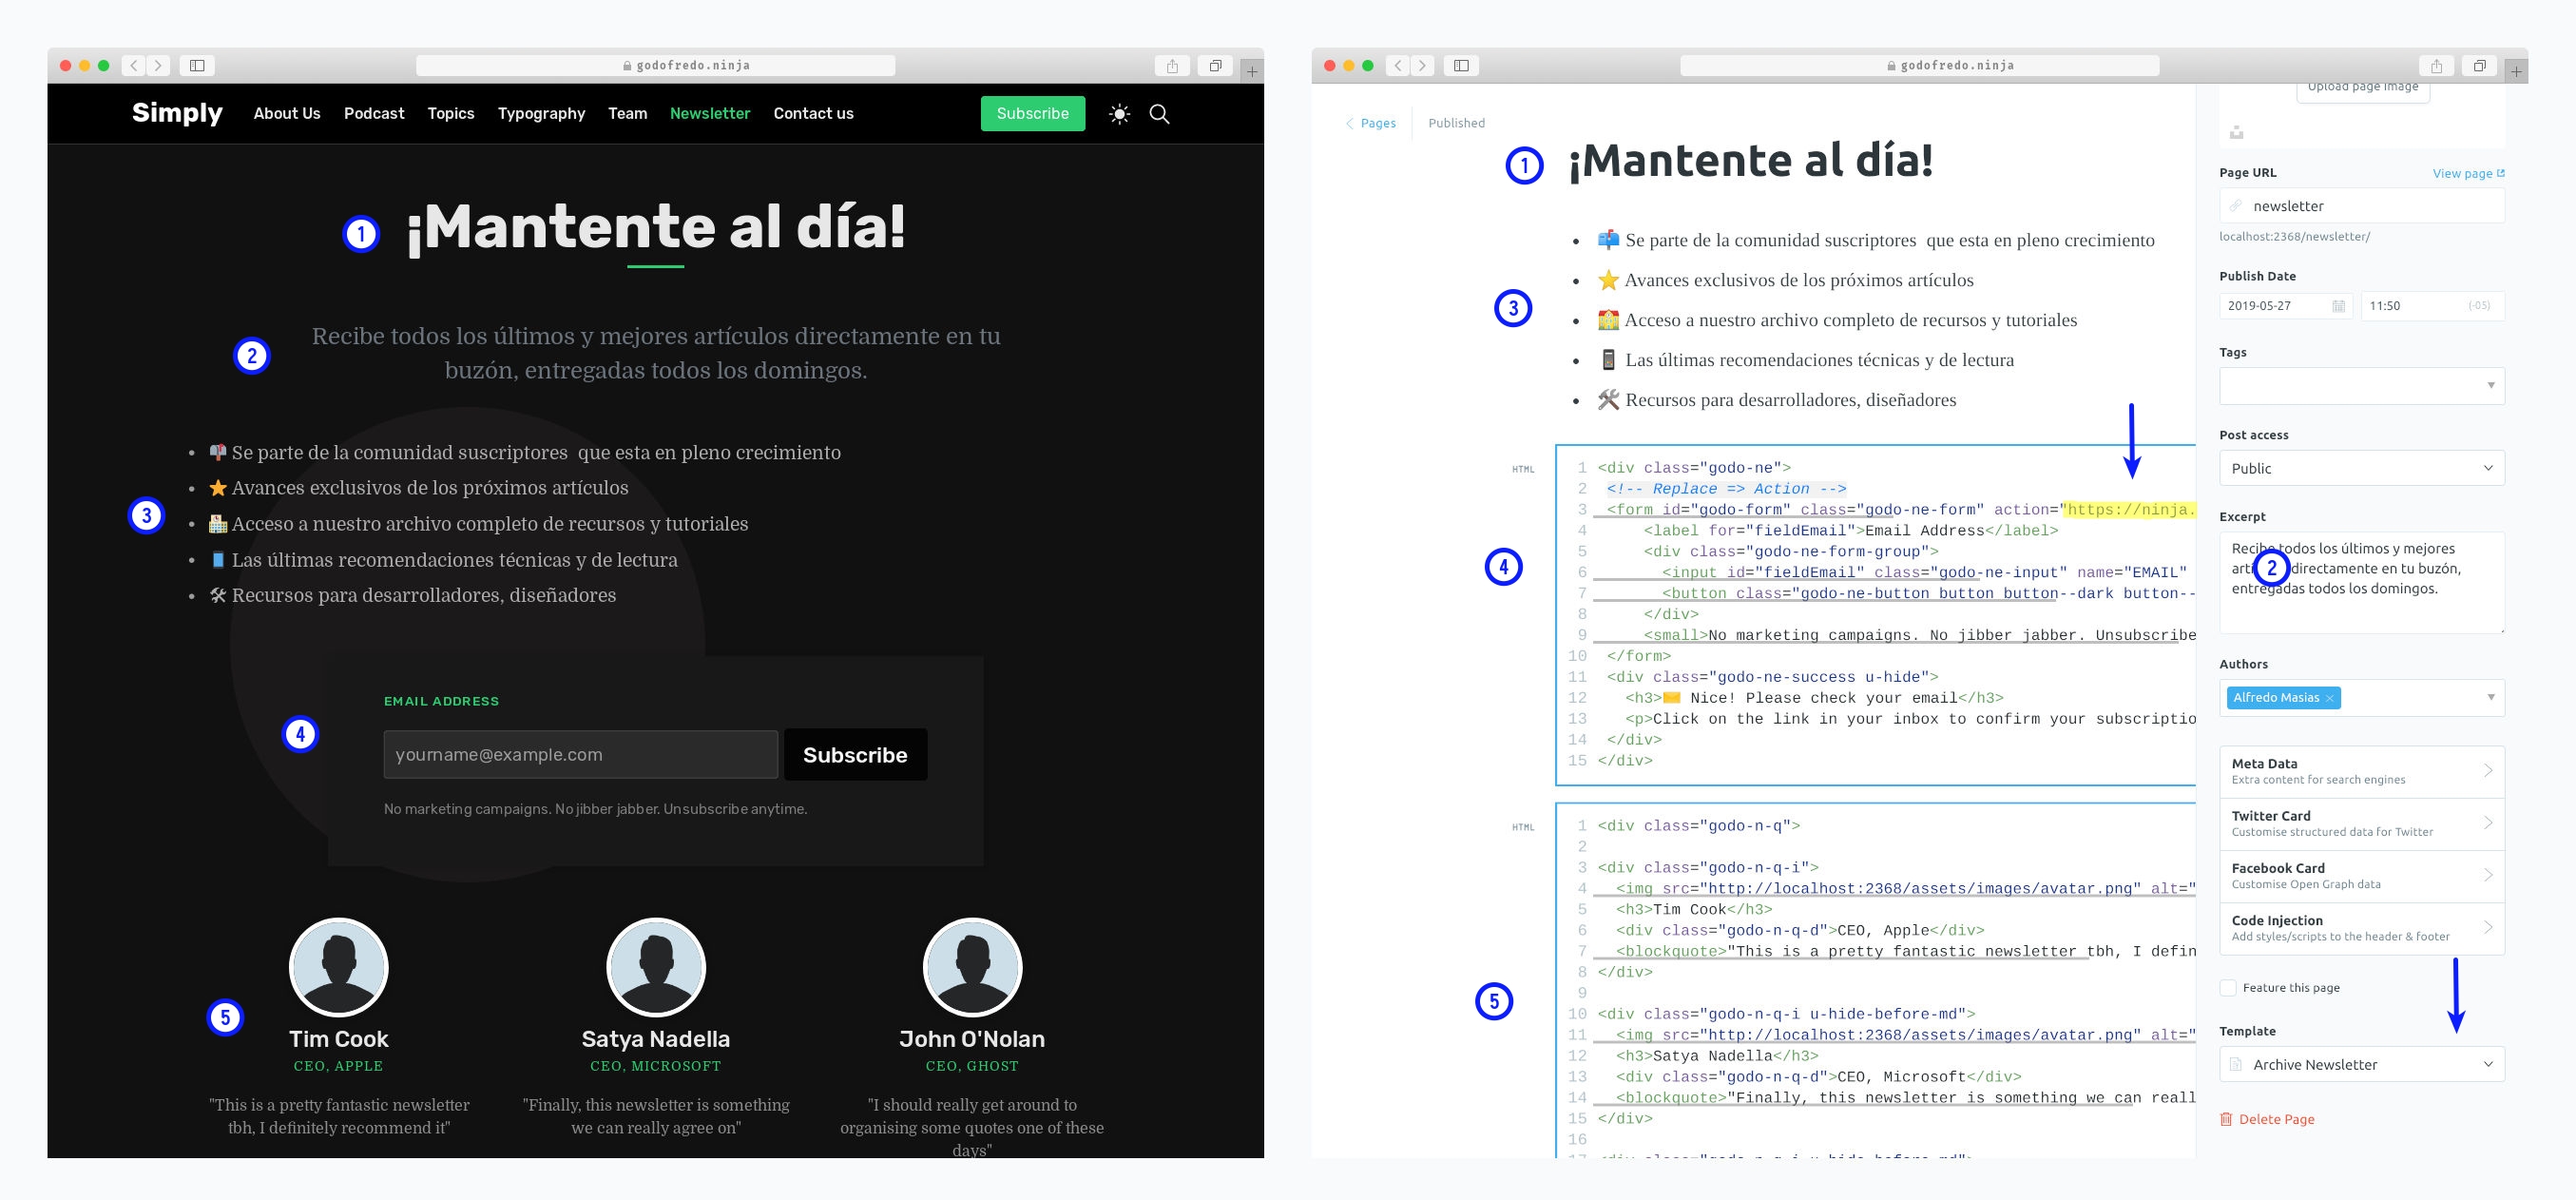 godofredo.ninja
Simply
About Us
Podcast
Topics
Typography
Team
Newsletter
Contact us
Subscribe
1
¡Mantente al día!
2
Recibe todos los últimos y mejores artículos directamente en tu
buzón, entregadas todos los domingos.
3
• 📫 Se parte de la comunidad suscriptores  que esta en pleno crecimiento
• ⭐ Avances exclusivos de los próximos artículos
• 🏫 Acceso a nuestro archivo completo de recursos y tutoriales
• 📱 Las últimas recomendaciones técnicas y de lectura
• 🛠 Recursos para desarrolladores, diseñadores
4
EMAIL ADDRESS
yourname@example.com
Subscribe
No marketing campaigns. No jibber jabber. Unsubscribe anytime.
5
Tim Cook
CEO, APPLE
"This is a pretty fantastic newsletter
tbh, I definitely recommend it"
Satya Nadella
CEO, MICROSOFT
"Finally, this newsletter is something
we can really agree on"
John O'Nolan
CEO, GHOST
"I should really get around to
organising some quotes one of these
days"
godofredo.ninja
Pages
Published
1
¡Mantente al día!
3
• 📫 Se parte de la comunidad suscriptores  que esta en pleno crecimiento
• ⭐ Avances exclusivos de los próximos artículos
• 🏫 Acceso a nuestro archivo completo de recursos y tutoriales
• 📱 Las últimas recomendaciones técnicas y de lectura
• 🛠 Recursos para desarrolladores, diseñadores
4
HTML
1 <div class="godo-ne">
2 <!-- Replace => Action -->
3 <form id="godo-form" class="godo-ne-form" action="https://ninja.
4 <label for="fieldEmail">Email Address</label>
5 <div class="godo-ne-form-group">
6 <input id="fieldEmail" class="godo-ne-input" name="EMAIL"
7 <button class="godo-ne-button button button--dark button--
8 </div>
9 <small>No marketing campaigns. No jibber jabber. Unsubscribe
10 </form>
11 <div class="godo-ne-success u-hide">
12 <h3>✉️ Nice! Please check your email</h3>
13 <p>Click on the link in your inbox to confirm your subscriptio
14 </div>
15 </div>
5
HTML
1 <div class="godo-n-q">
2
3 <div class="godo-n-q-i">
4 <img src="http://localhost:2368/assets/images/avatar.png" alt="
5 <h3>Tim Cook</h3>
6 <div class="godo-n-q-d">CEO, Apple</div>
7 <blockquote>"This is a pretty fantastic newsletter tbh, I defin
8 </div>
9
10 <div class="godo-n-q-i u-hide-before-md">
11 <img src="http://localhost:2368/assets/images/avatar.png" alt="
12 <h3>Satya Nadella</h3>
13 <div class="godo-n-q-d">CEO, Microsoft</div>
14 <blockquote>"Finally, this newsletter is something we can reall
15 </div>
16
Upload page image
Page URL
View page
newsletter
localhost:2368/newsletter/
Publish Date
2019-05-27
11:50
(-05)
Tags
Post access
Public
Excerpt
Recibe todos los últimos y mejores
2
directamente en tu buzón,
entregadas todos los domingos.
Authors
Alfredo Masias ×
Meta Data
Extra content for search engines
Twitter Card
Customise structured data for Twitter
Facebook Card
Customise Open Graph data
Code Injection
Add styles/scripts to the header & footer
Feature this page
Template
Archive Newsletter
Delete Page